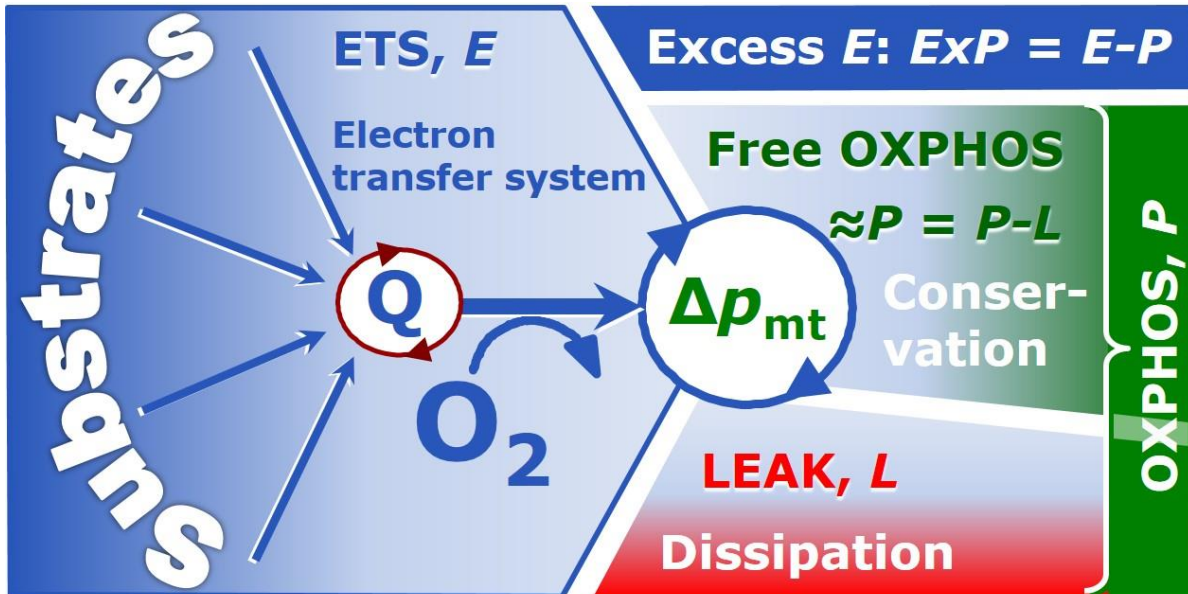 Substrates
ETS, E
Electron
transfer system
Q
O₂
Δpmt
Excess E: ExP = E-P
Free OXPHOS
≈P = P-L
Conser-
vation
LEAK, L
Dissipation
OXPHOS, P